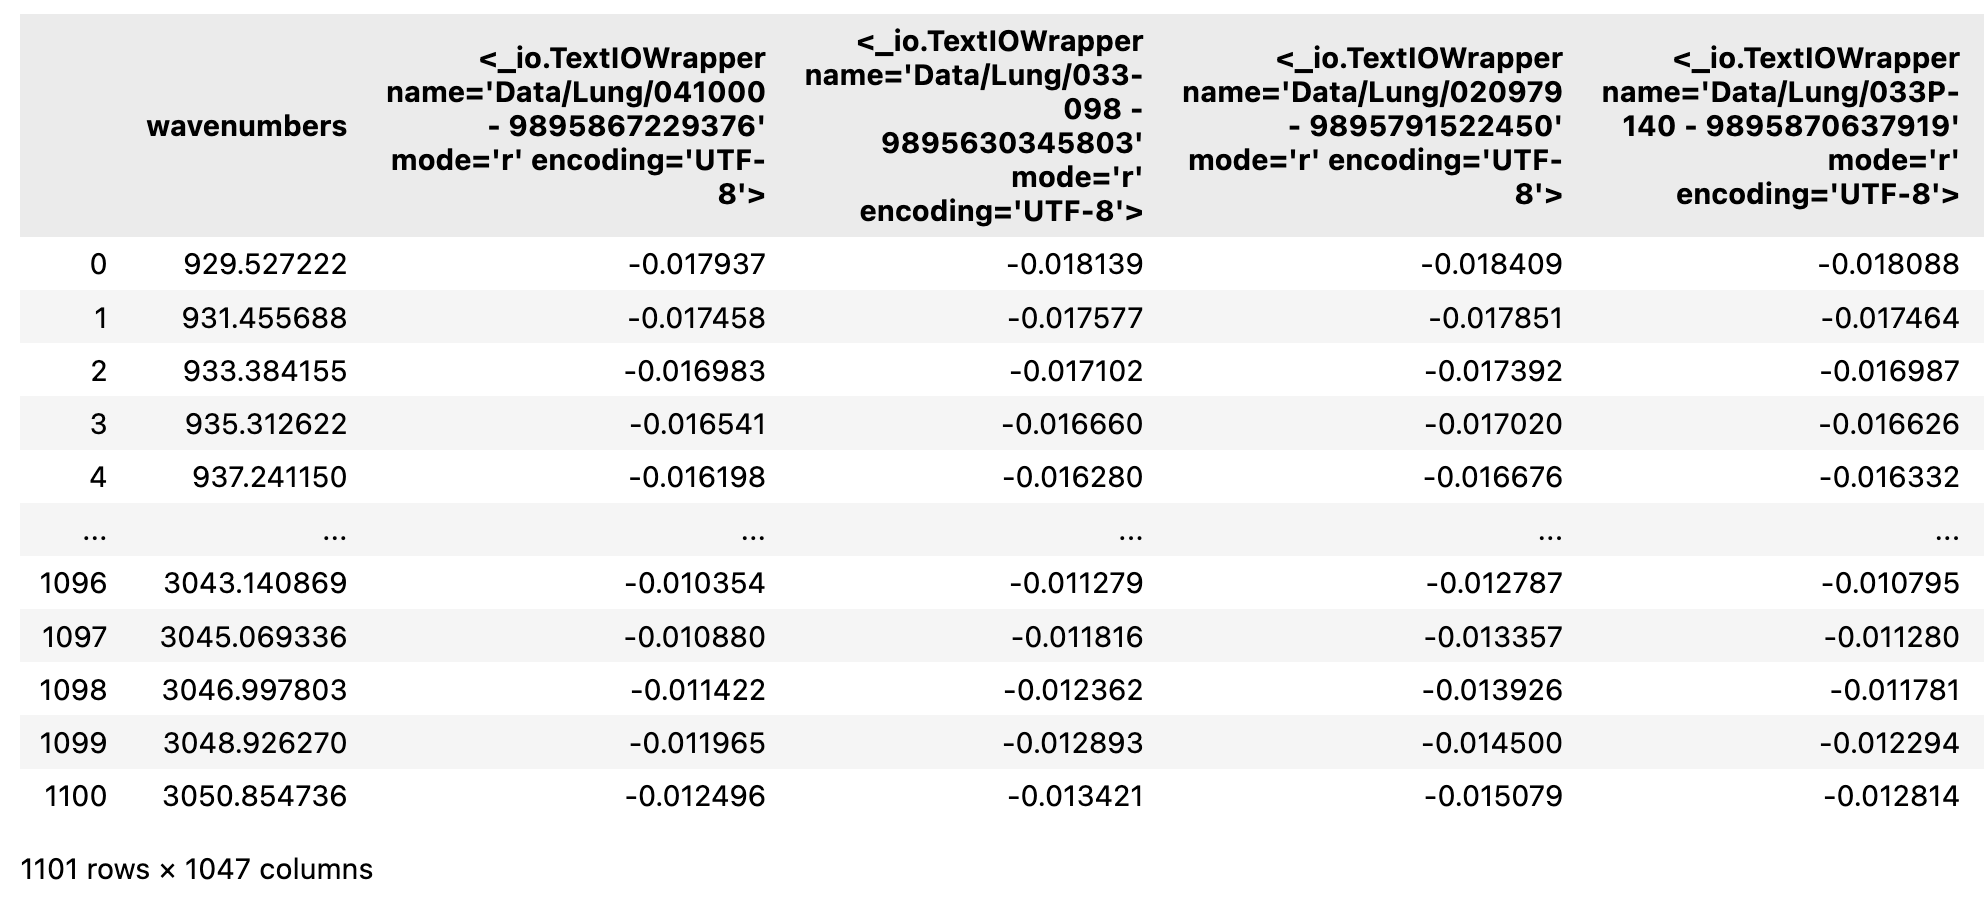 wavenumbers
<_io.TextIOWrapper
name='Data/Lung/041000
- 9895867229376'
mode='r' encoding='UTF-
8'>
<_io.TextIOWrapper
name='Data/Lung/033-
098 -
9895630345803'
mode='r'
encoding='UTF-8'>
<_io.TextIOWrapper
name='Data/Lung/020979
- 9895791522450'
mode='r' encoding='UTF-
8'>
<_io.TextIOWrapper
name='Data/Lung/033P-
140 - 9895870637919'
mode='r'
encoding='UTF-8'>
0 929.527222 -0.017937 -0.018139 -0.018409 -0.018088
1 931.455688 -0.017458 -0.017577 -0.017851 -0.017464
2 933.384155 -0.016983 -0.017102 -0.017392 -0.016987
3 935.312622 -0.016541 -0.016660 -0.017020 -0.016626
4 937.241150 -0.016198 -0.016280 -0.016676 -0.016332
... ... ... ... ... ...
1096 3043.140869 -0.010354 -0.011279 -0.012787 -0.010795
1097 3045.069336 -0.010880 -0.011816 -0.013357 -0.011280
1098 3046.997803 -0.011422 -0.012362 -0.013926 -0.011781
1099 3048.926270 -0.011965 -0.012893 -0.014500 -0.012294
1100 3050.854736 -0.012496 -0.013421 -0.015079 -0.012814
1101 rows × 1047 columns